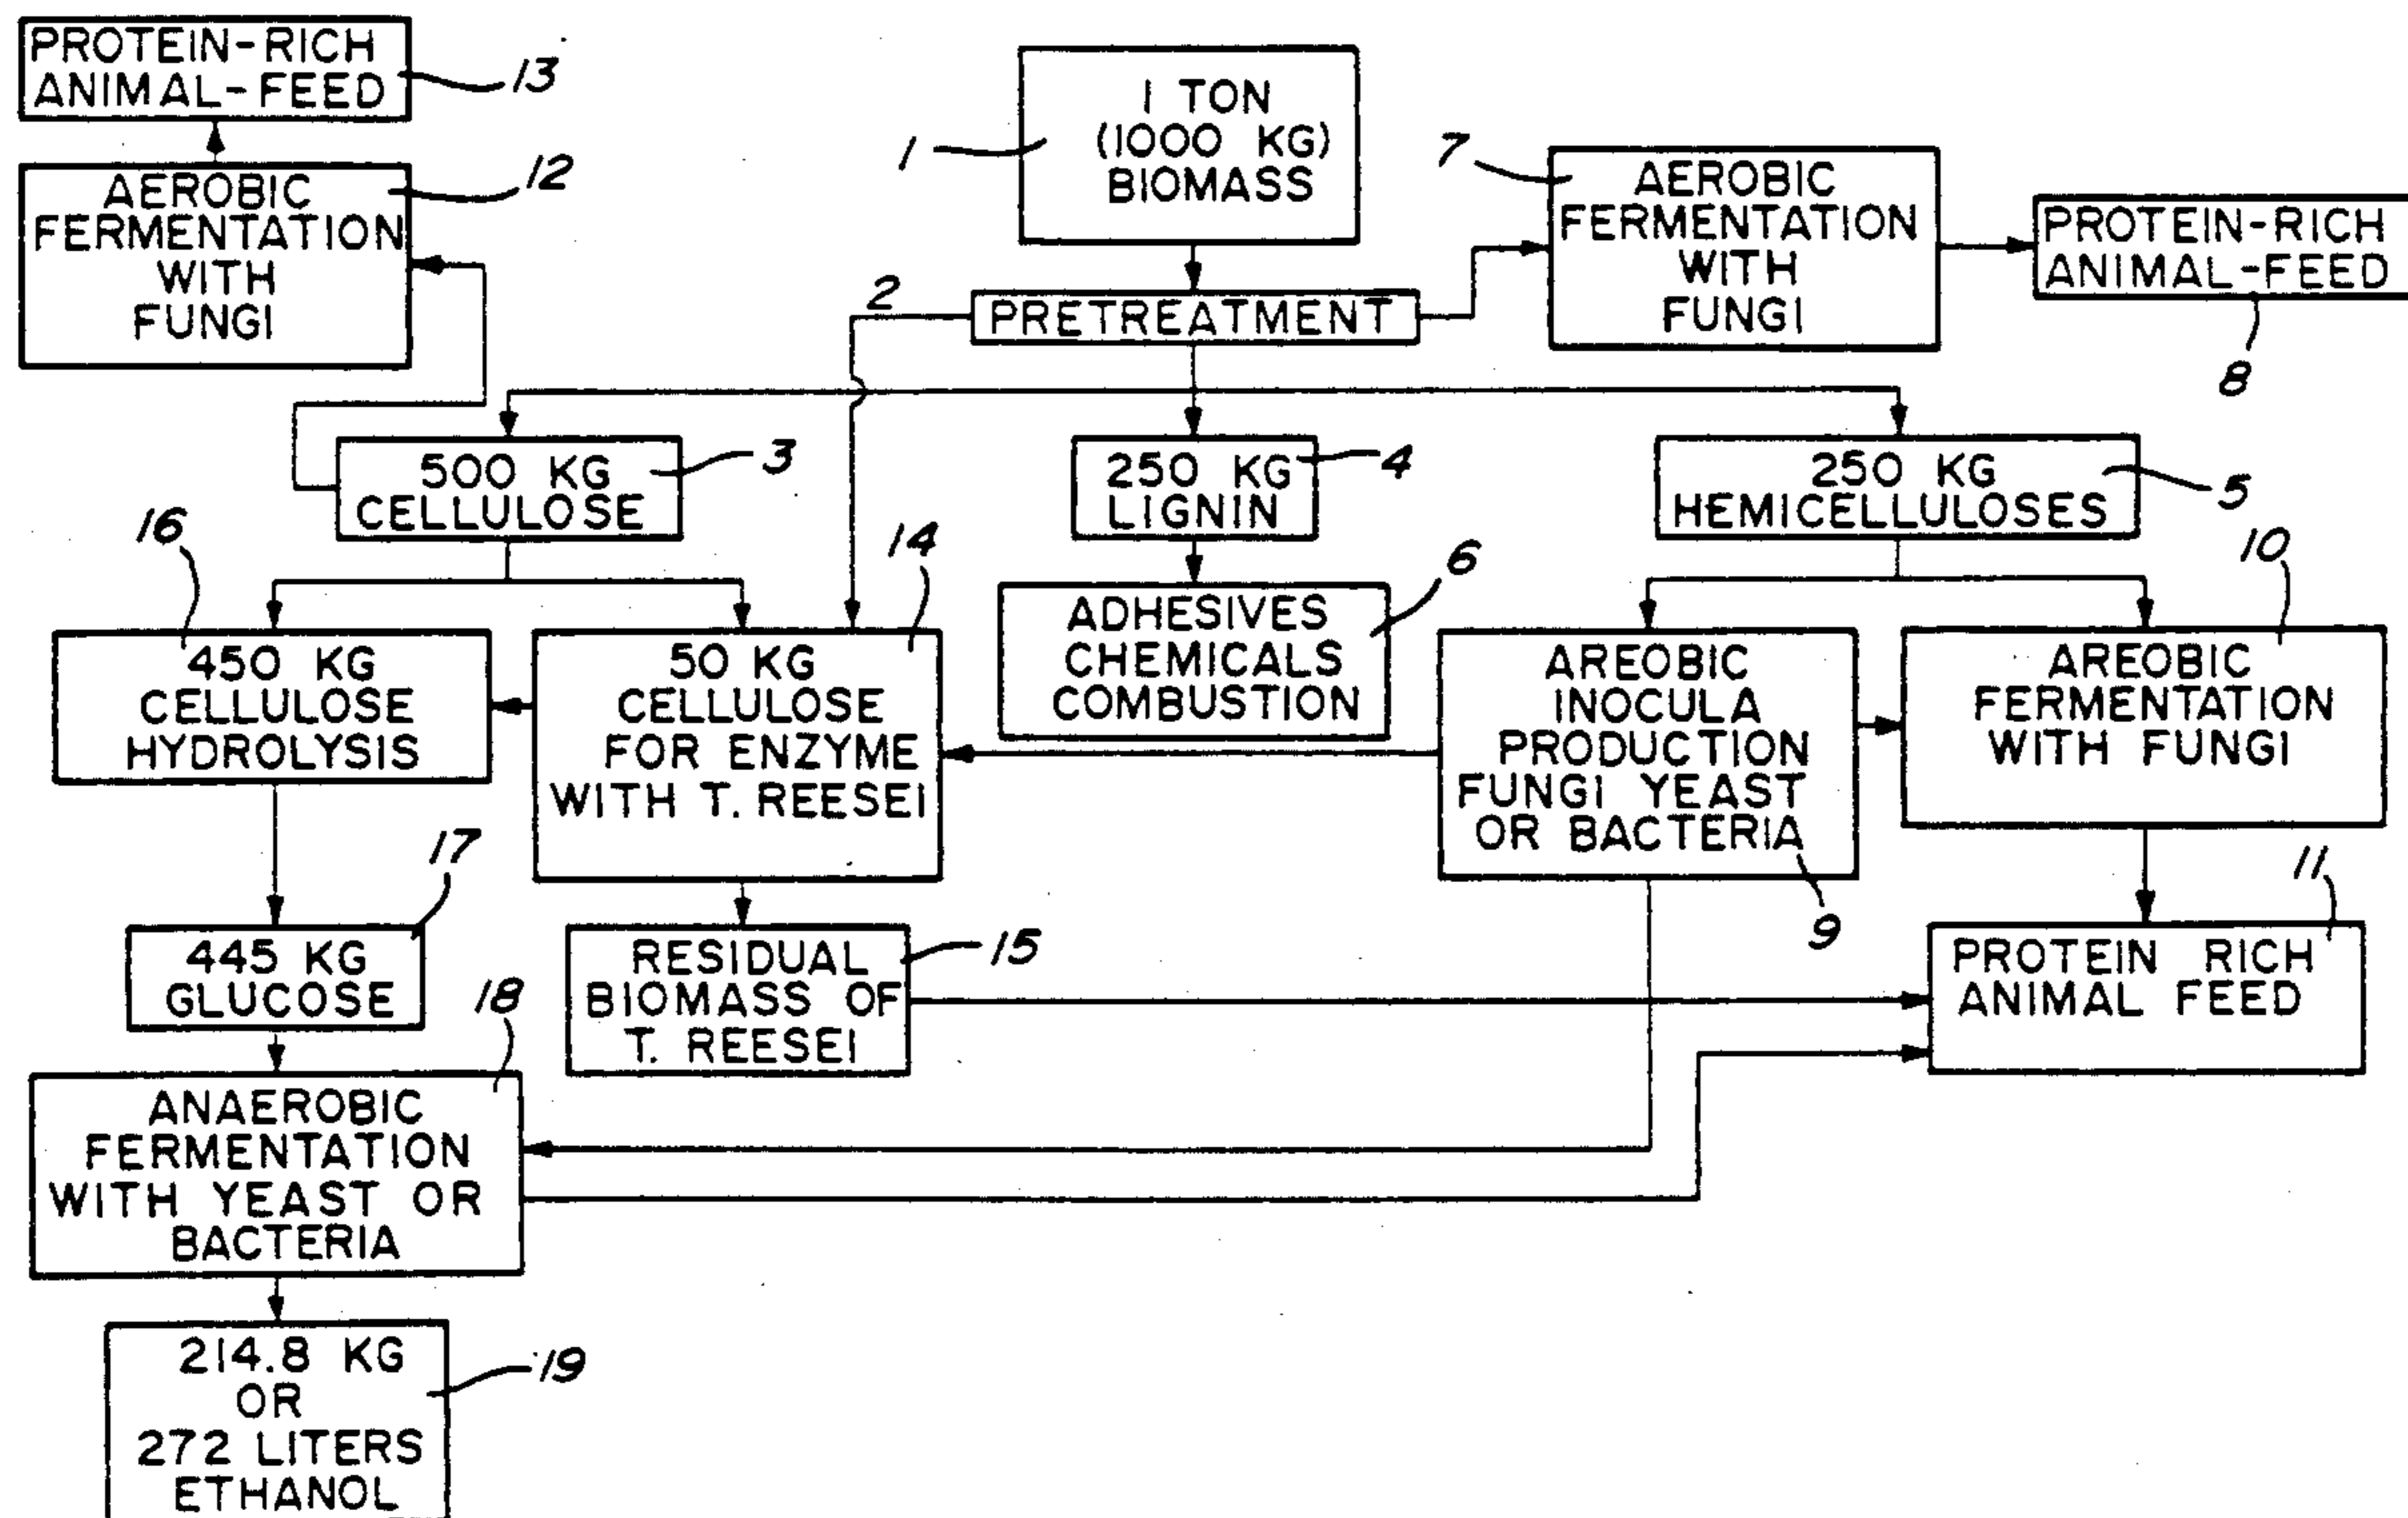 PROTEIN-RICH
ANIMAL-FEED
13
1 TON
(1000 KG)
BIOMASS
1
AEROBIC
FERMENTATION
WITH
FUNGI
12
7
AEROBIC
FERMENTATION
WITH
FUNGI
PROTEIN-RICH
ANIMAL-FEED
8
2
PRETREATMENT
500 KG
CELLULOSE
3
250 KG
LIGNIN
4
250 KG
HEMICELLULOSES
5
16
450 KG
CELLULOSE
HYDROLYSIS
14
50 KG
CELLULOSE
FOR ENZYME
WITH T. REESEI
6
ADHESIVES
CHEMICALS
COMBUSTION
AREOBIC
INOCULA
PRODUCTION
FUNGI YEAST
OR BACTERIA
9
10
AREOBIC
FERMENTATION
WITH FUNGI
17
445 KG
GLUCOSE
RESIDUAL
BIOMASS OF
T. REESEI
15
11
PROTEIN RICH
ANIMAL FEED
18
ANAEROBIC
FERMENTATION
WITH YEAST OR
BACTERIA
214.8 KG
OR
272 LITERS
ETHANOL
19